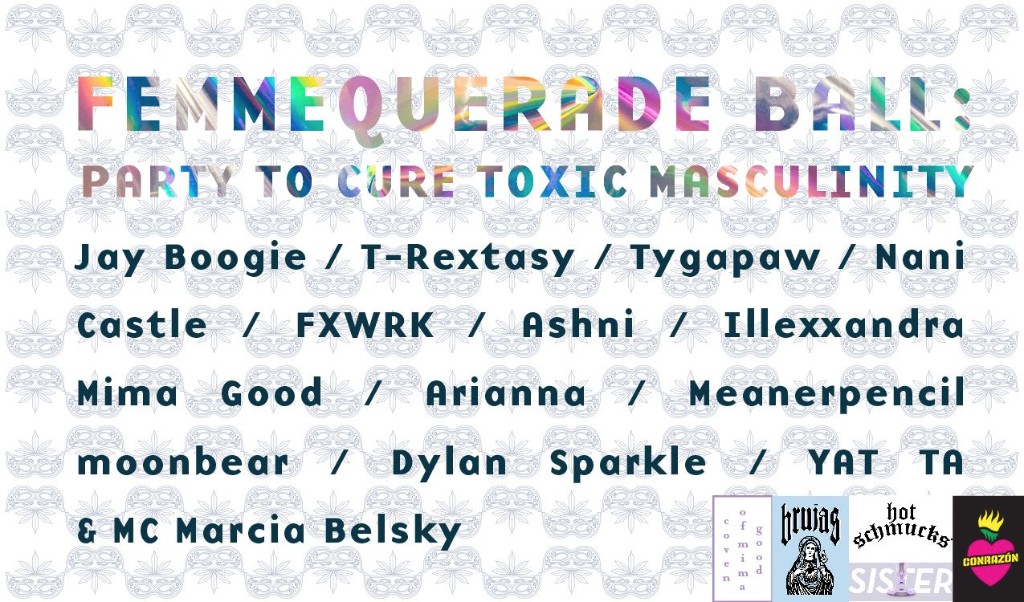 FEMMEQUERADE BALL:
PARTY TO CURE TOXIC MASCULINITY
Jay Boogie / T-Rextasy / Tygapaw / Nani
Castle / FXWRK / Ashni / Illexxandra
Mima Good / Arianna / Meanerpencil
moonbear / Dylan Sparkle / YAT TA
& MC Marcia Belsky
coven
of mima
good
brujas
hot
schmucks
SISTER
CONRAZÓN